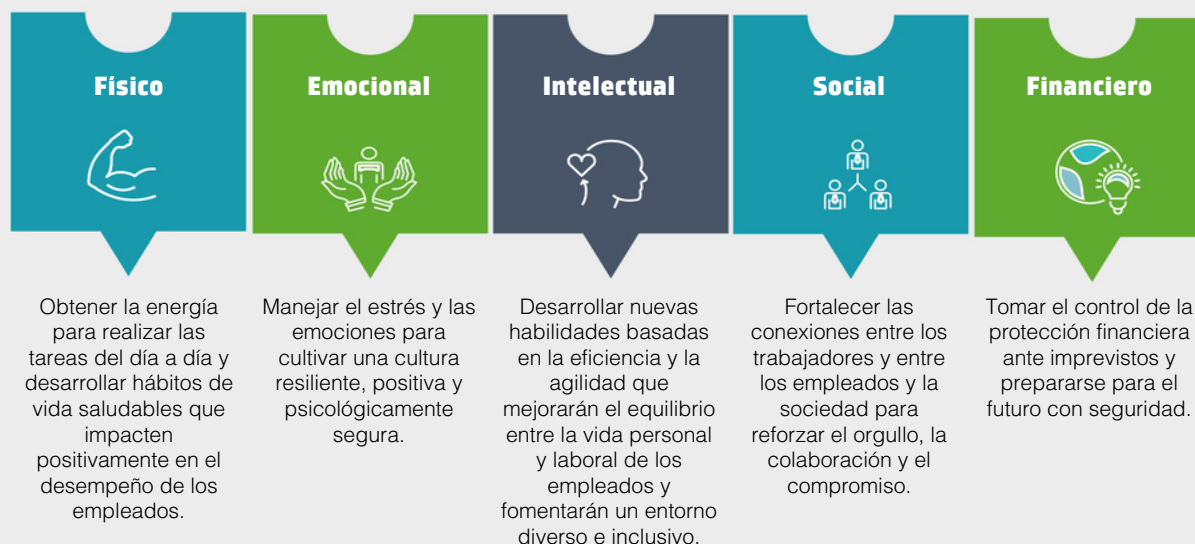 Físico
Obtener la energía
para realizar las
tareas del día a día y
desarrollar hábitos de
vida saludables que
impacten
positivamente en el
desempeño de los
empleados.
Emocional
Manejar el estrés y las
emociones para
cultivar una cultura
resiliente, positiva y
psicológicamente
segura.
Intelectual
Desarrollar nuevas
habilidades basadas
en la eficiencia y la
agilidad que
mejorarán el equilibrio
entre la vida personal
y laboral de los
empleados y
fomentarán un entorno
diverso e inclusivo.
Social
Fortalecer las
conexiones entre los
trabajadores y entre
los empleados y la
sociedad para
reforzar el orgullo, la
colaboración y el
compromiso.
Financiero
Tomar el control de la
protección financiera
ante imprevistos y
prepararse para el
futuro con seguridad.